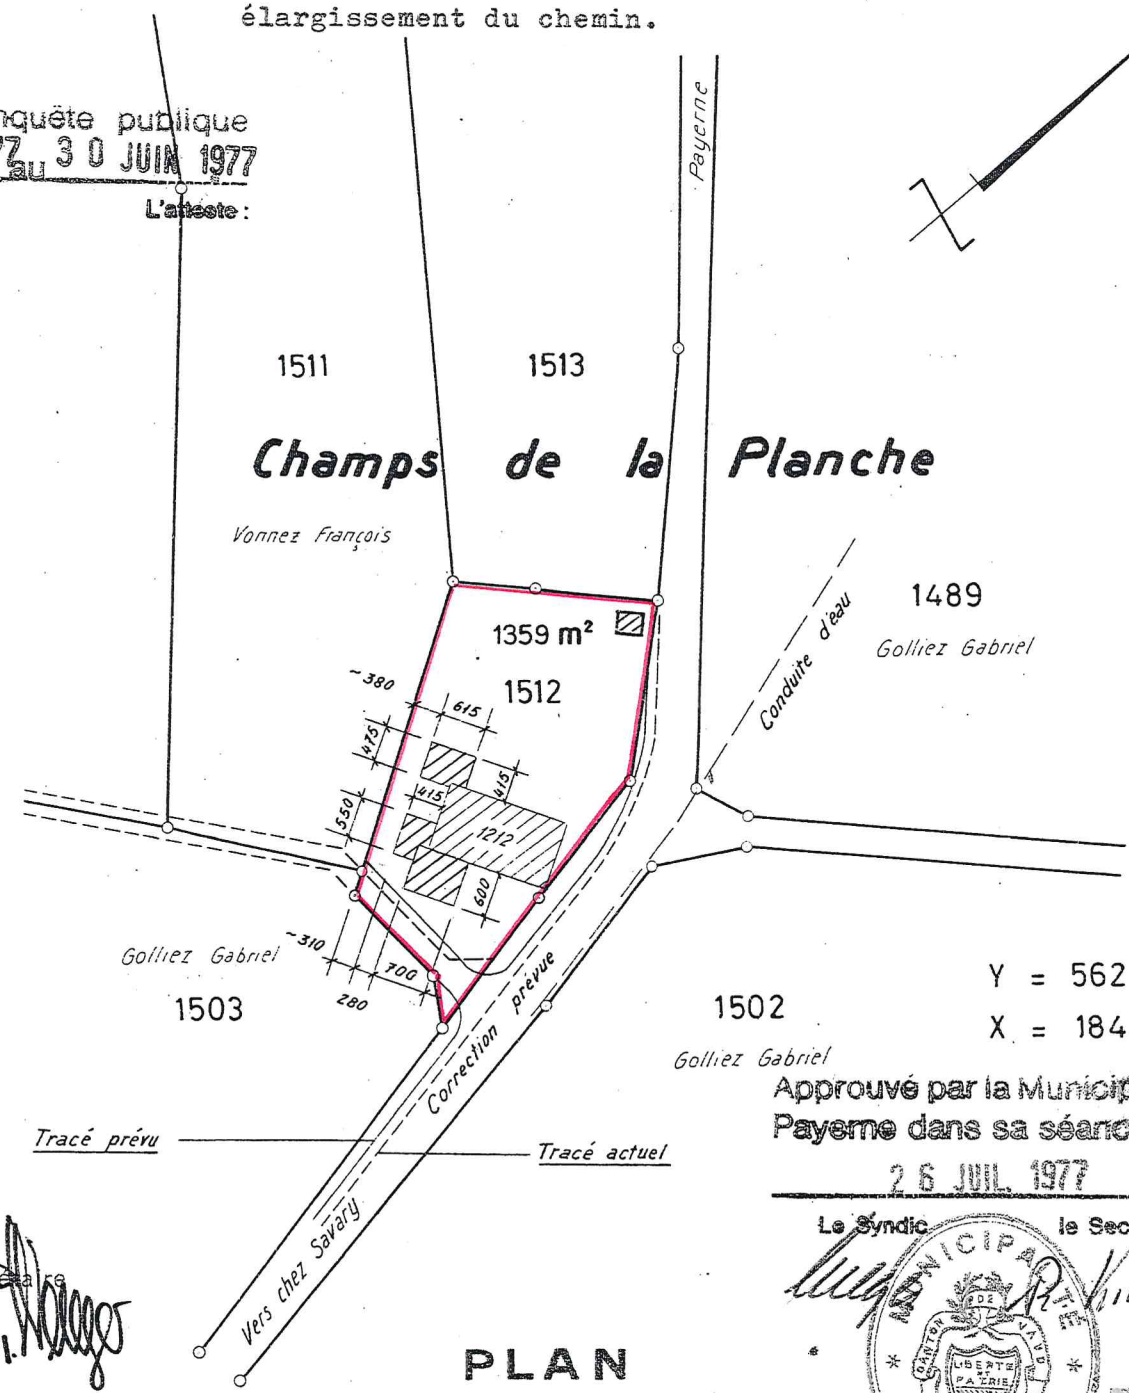 élargissement du chemin.
nquête publique
au 30 JUIN 1977
L'atteste :
Payerne
1511
1513
Champs de la Planche
Vonnez François
1489
Golliez Gabriel
Conduite d'eau
1359 m²
1512
~380
615
475
415
415
550
1212
600
~310
700
280
Golliez Gabriel
1503
Correction prévue
1502
Golliez Gabriel
Y = 562
X = 184
Approuvé par la Municip
Payerne dans sa séanc
26 JUIL. 1977
Le Syndic
le Sec
Tracé prévu
Tracé actuel
Vers chez Savary
MUNICIPALITÉ
CANTON DE VAUD
LIBERTE
ET
PATRIE
PLAN